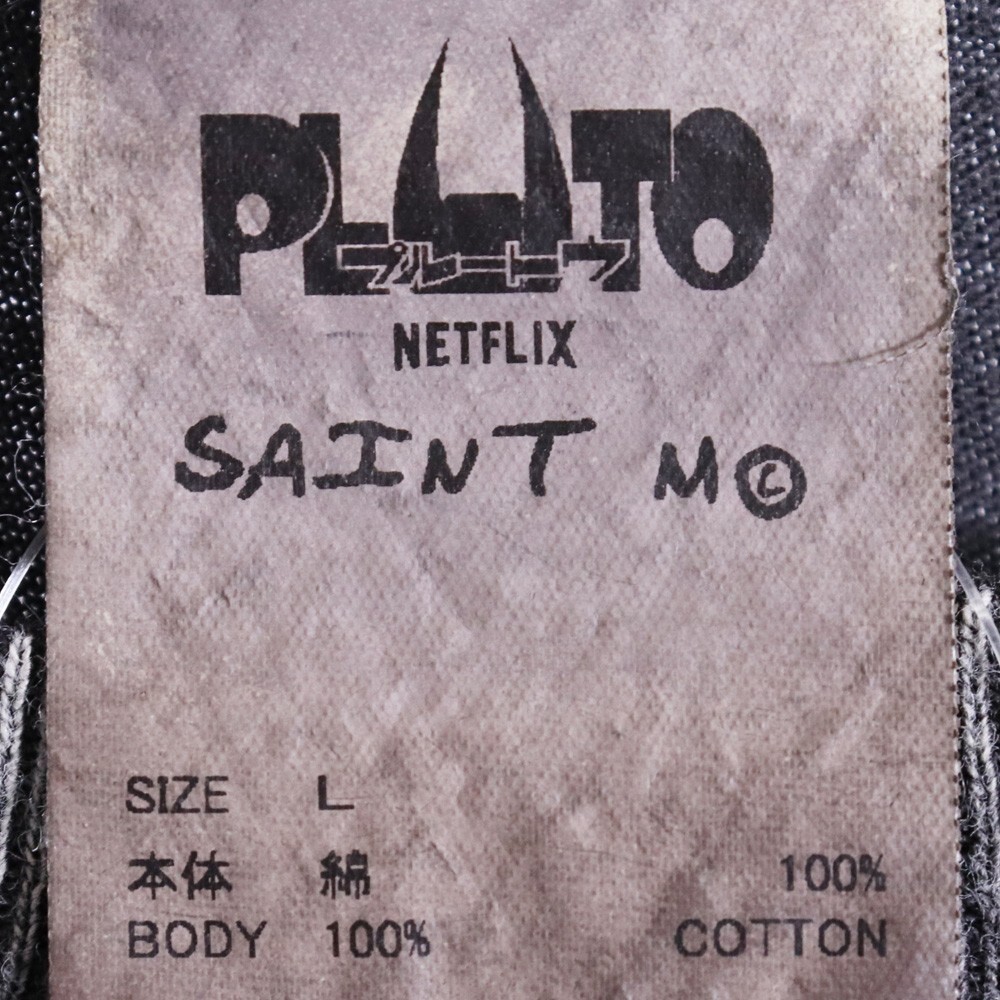 PLUTO
プルートウ
NETFLIX
SAINT M©
SIZE L
本体 綿 100%
BODY 100% COTTON